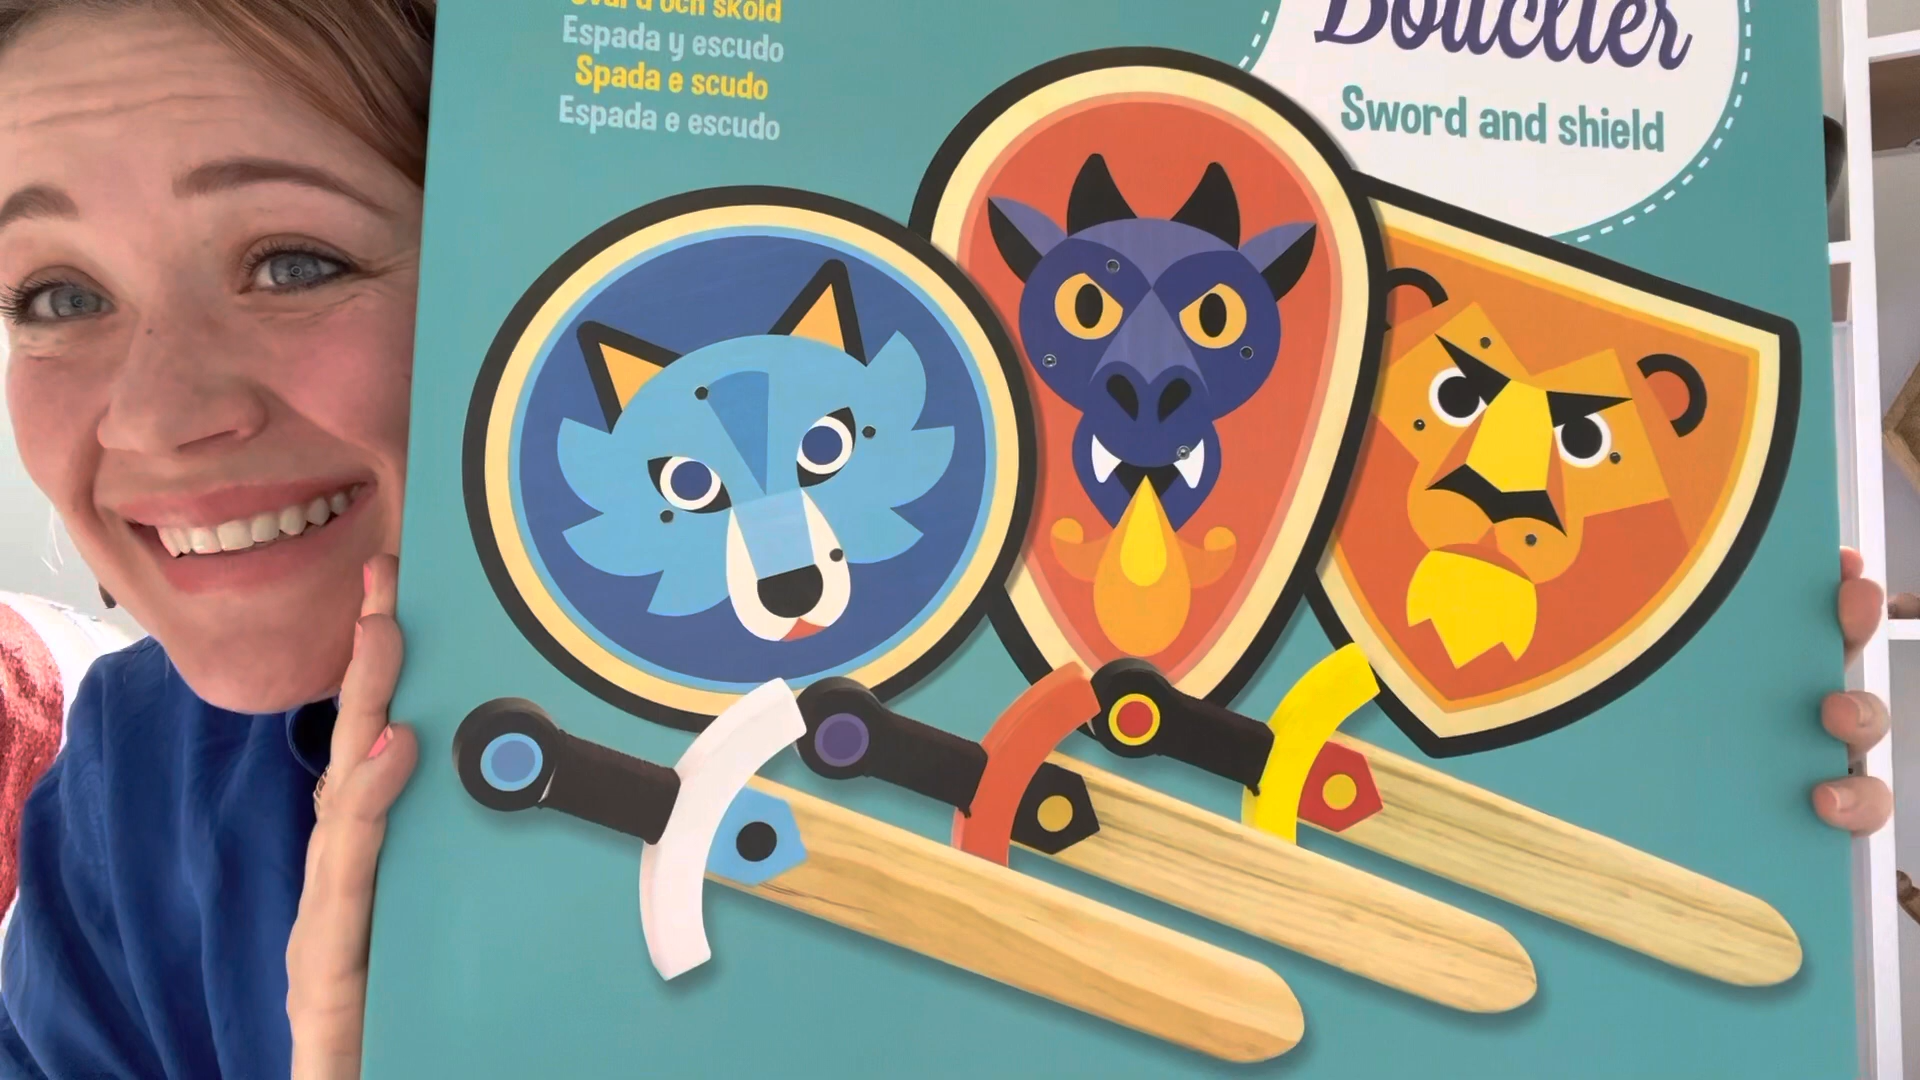 Svärd och sköld
Espada y escudo
Spada e scudo
Espada e escudo
Bouclier
Sword and shield